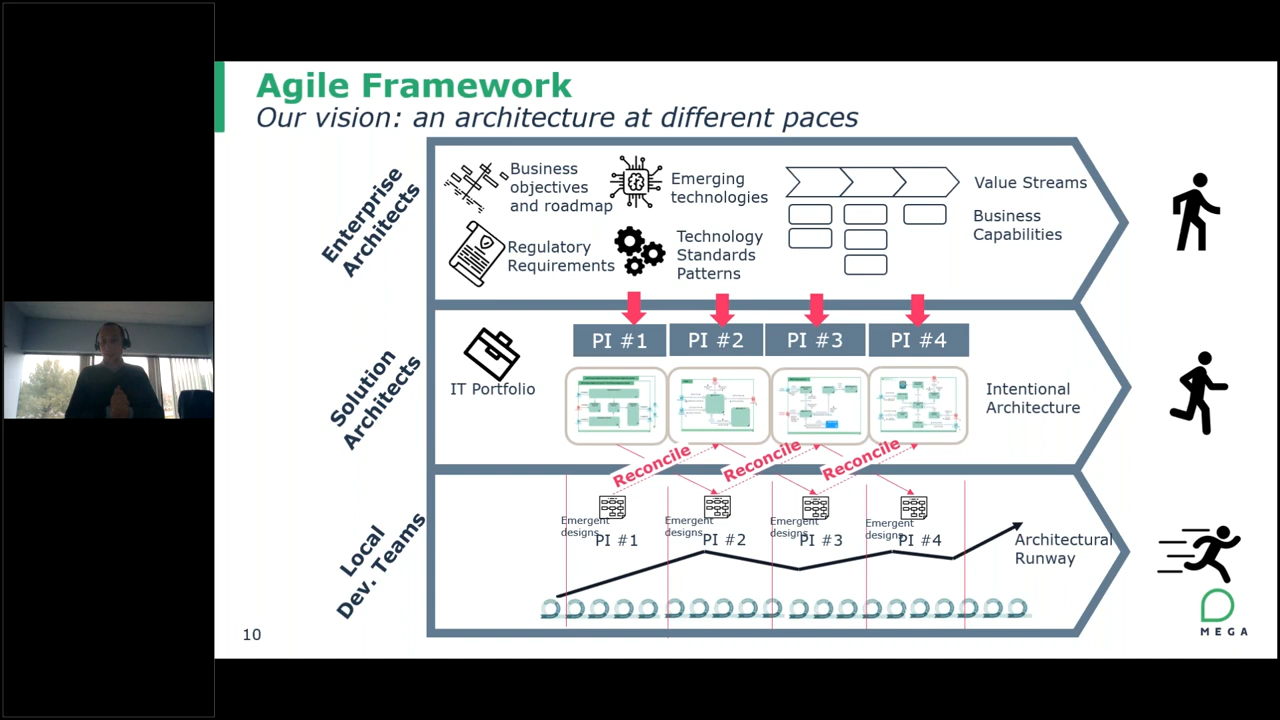 Agile Framework
Our vision: an architecture at different paces
Enterprise
Architects
Business
objectives
and roadmap
Emerging
technologies
Value Streams
Business
Capabilities
Regulatory
Requirements
Technology
Standards
Patterns
Solution
Architects
IT Portfolio
PI #1
PI #2
PI #3
PI #4
Intentional
Architecture
Reconcile
Reconcile
Reconcile
Local
Dev. Teams
Emergent
designs
PI #1
Emergent
designs
PI #2
Emergent
designs
PI #3
Emergent
designs
PI #4
Architectural
Runway
10
MEGA